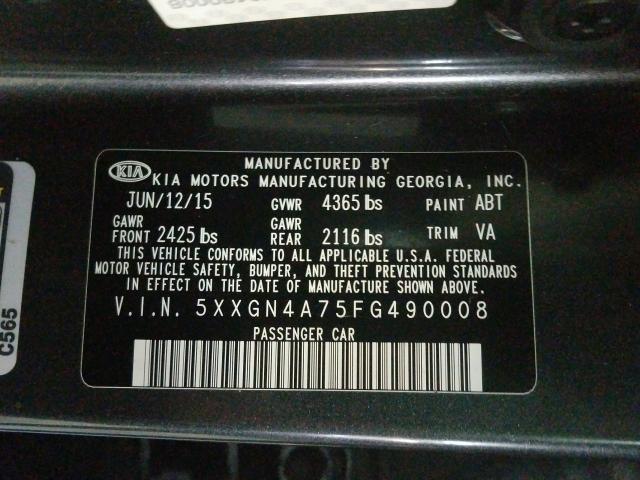 MANUFACTURED BY
KIA KIA MOTORS MANUFACTURING GEORGIA, INC.
JUN/12/15 GVWR 4365 lbs PAINT ABT
GAWR FRONT 2425 lbs GAWR REAR 2116 lbs TRIM VA
THIS VEHICLE CONFORMS TO ALL APPLICABLE U.S.A. FEDERAL
MOTOR VEHICLE SAFETY, BUMPER, AND THEFT PREVENTION STANDARDS
IN EFFECT ON THE DATE OF MANUFACTURE SHOWN ABOVE.
V.I.N. 5XXGN4A75FG490008
PASSENGER CAR
C565